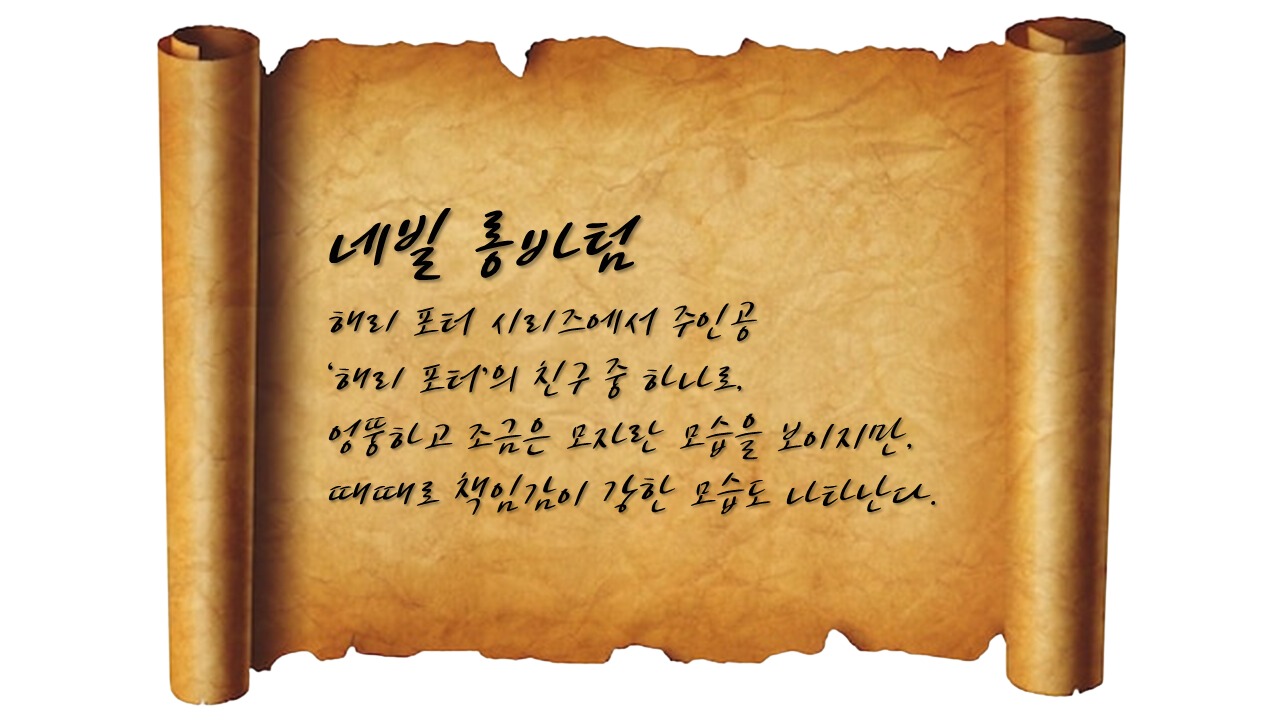 네빌 롱바텀
해리 포터 시리즈에서 주인공
‘해리 포터’의 친구 중 하나로,
엉뚱하고 조금은 모자란 모습을 보이지만,
때때로 책임감이 강한 모습도 나타난다.